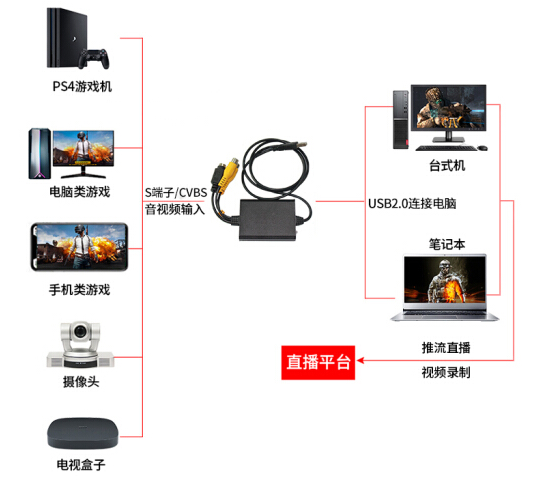 PS4游戏机
电脑类游戏
手机类游戏
摄像头
电视盒子
S端子/CVBS
音视频输入
USB2.0连接电脑
台式机
笔记本
推流直播
视频录制
直播平台